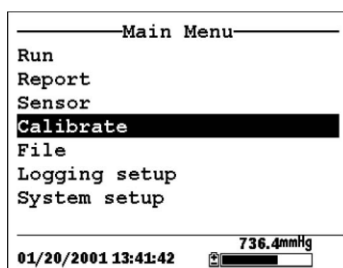 Main Menu
Run
Report
Sensor
Calibrate
File
Logging setup
System setup
736.4mmHg
01/20/2001 13:41:42